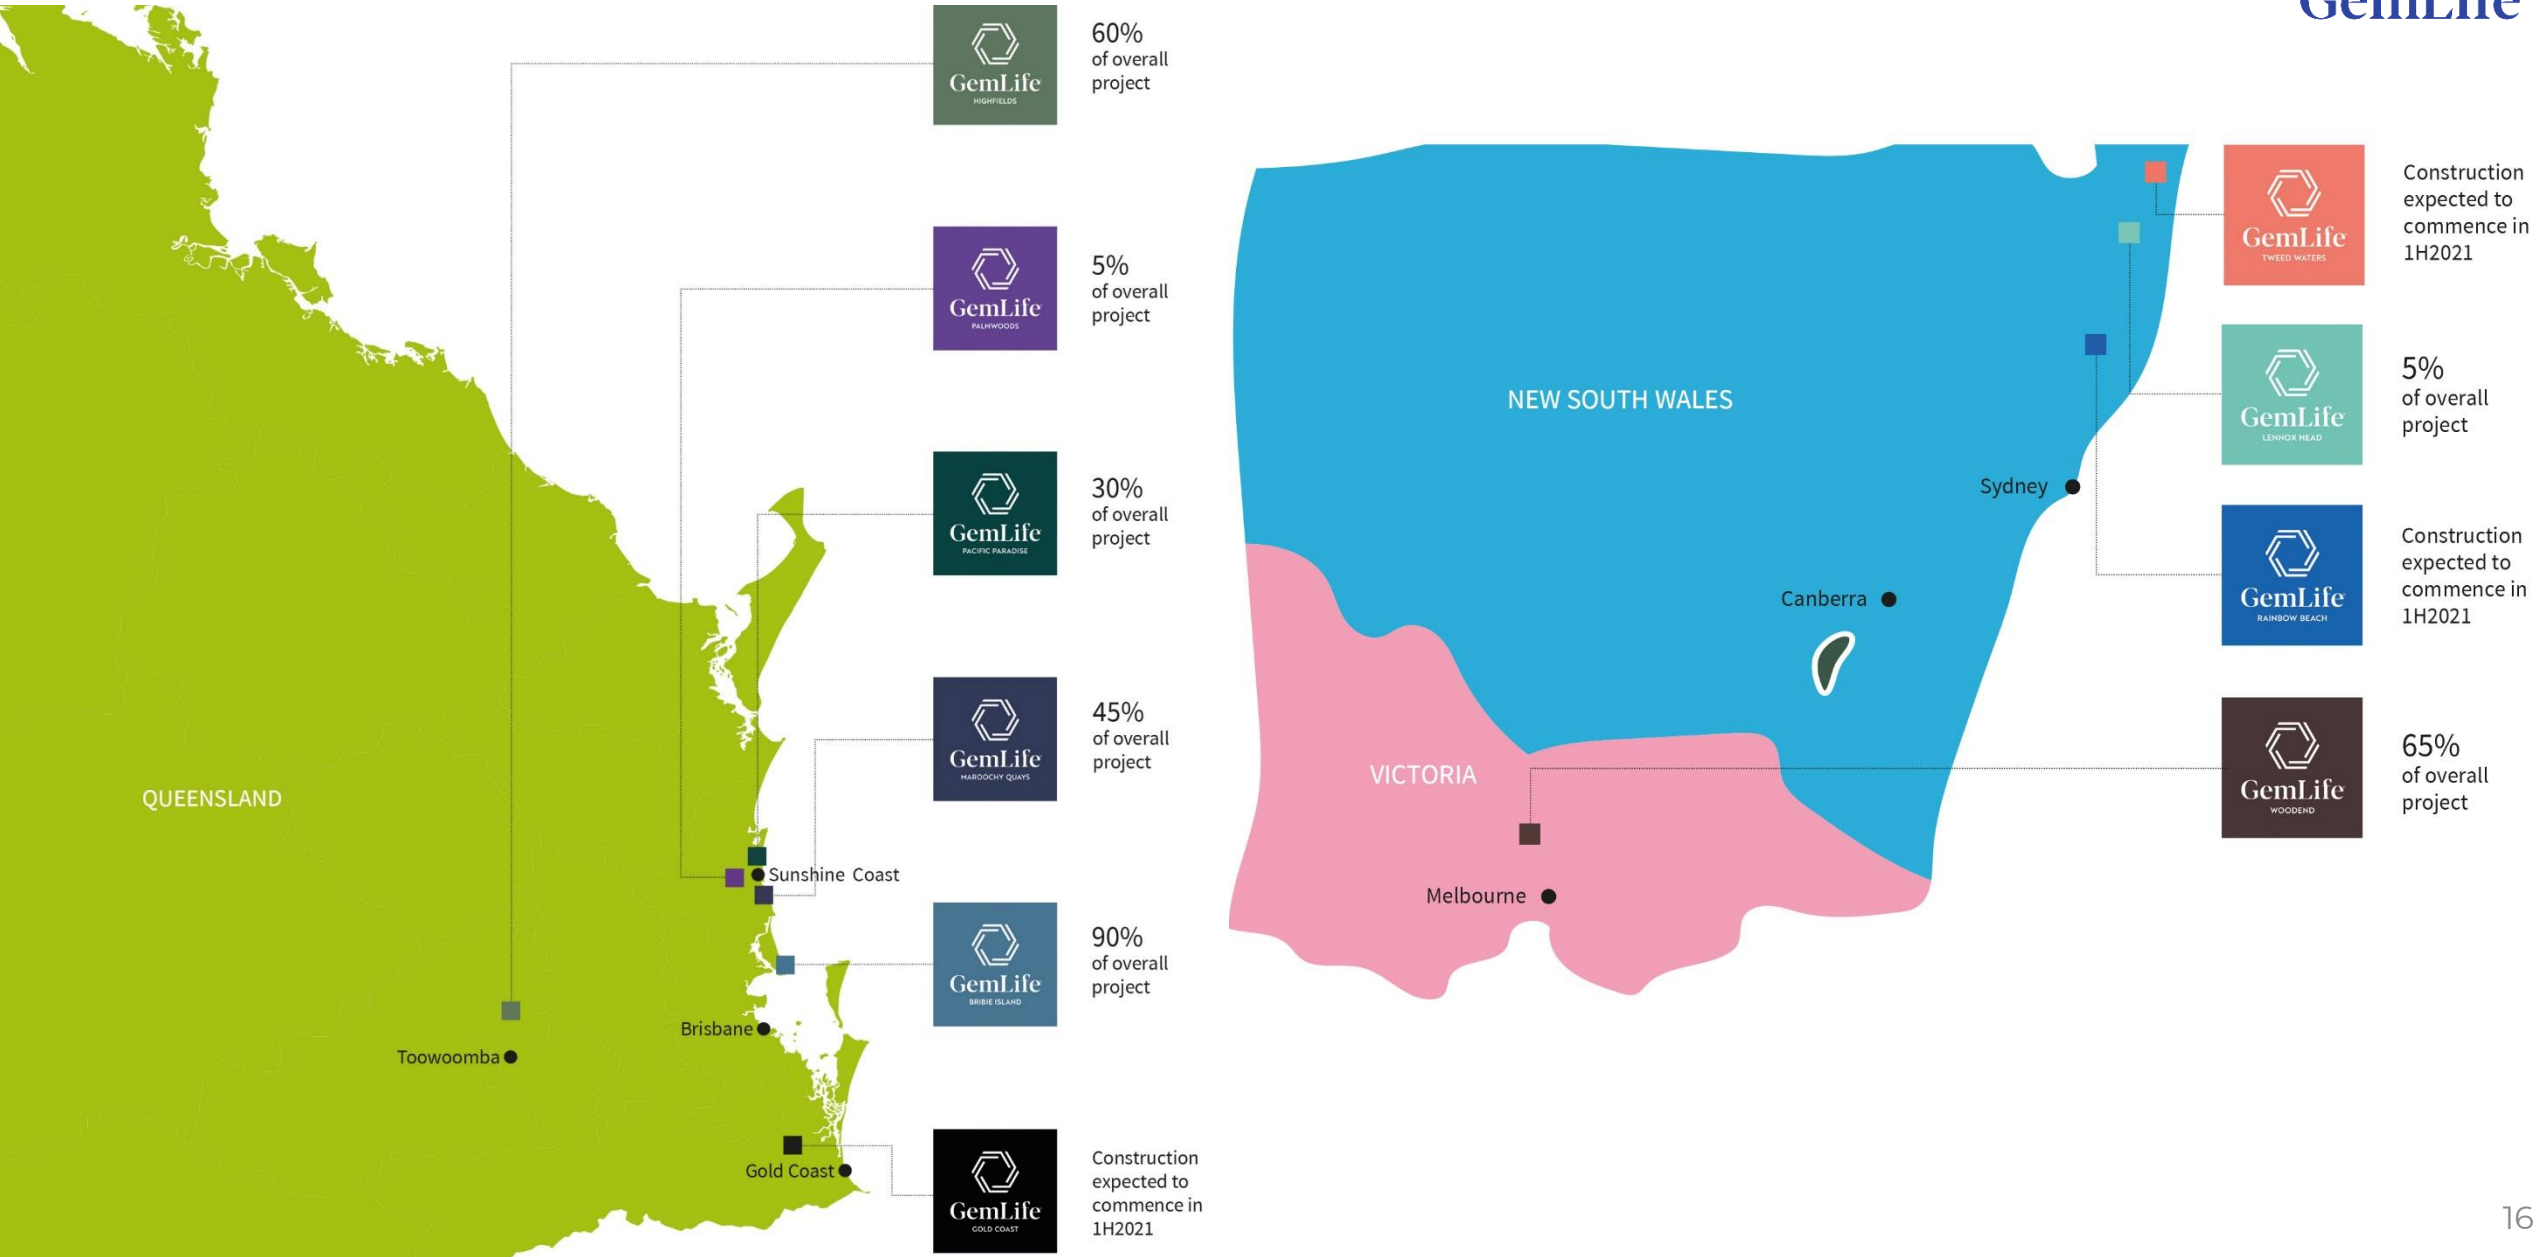 GemLife
GemLife
HIGHFIELDS
60%
of overall
project
GemLife
PALMWOODS
5%
of overall
project
GemLife
PACIFIC PARADISE
30%
of overall
project
GemLife
MAROOCHY QUAYS
45%
of overall
project
GemLife
BRIBIE ISLAND
90%
of overall
project
GemLife
GOLD COAST
Construction
expected to
commence in
1H2021
QUEENSLAND
Sunshine Coast
Brisbane
Toowoomba
Gold Coast
NEW SOUTH WALES
Sydney
Canberra
VICTORIA
Melbourne
GemLife
TWEED WATERS
Construction
expected to
commence in
1H2021
GemLife
LENNOX HEAD
5%
of overall
project
GemLife
RAINBOW BEACH
Construction
expected to
commence in
1H2021
GemLife
WOODEND
65%
of overall
project
16